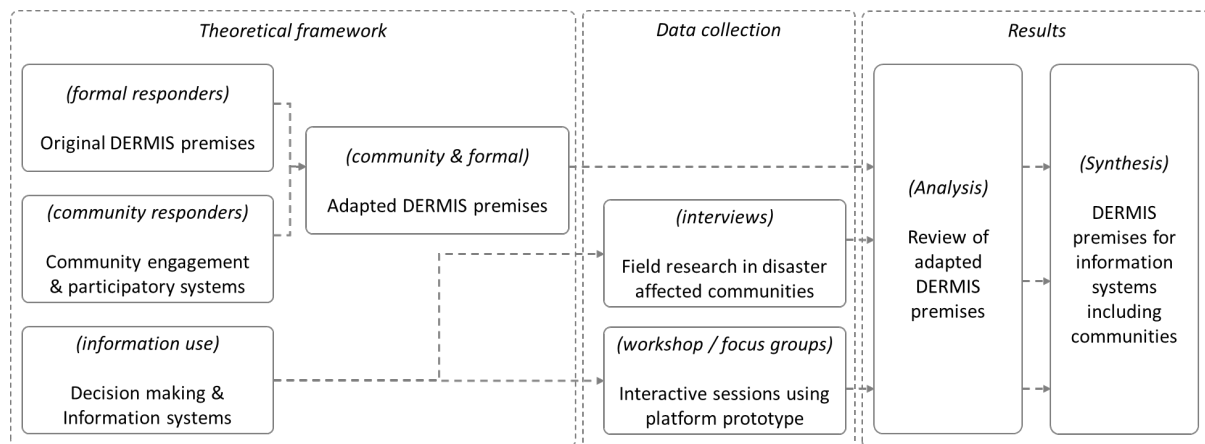 Theoretical framework
Data collection
Results
(formal responders)
Original DERMIS premises
(community responders)
Community engagement
& participatory systems
(information use)
Decision making &
Information systems
(community & formal)
Adapted DERMIS premises
(interviews)
Field research in disaster
affected communities
(workshop / focus groups)
Interactive sessions using
platform prototype
(Analysis)
Review of
adapted
DERMIS
premises
(Synthesis)
DERMIS
premises for
information
systems
including
communities